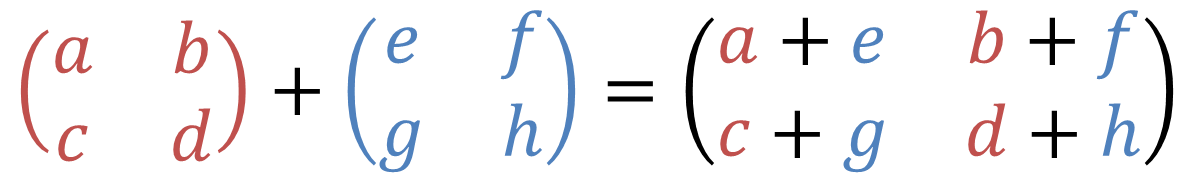 (a b) + (e f) = (a + e b + f)
(c d) (g h) (c + g d + h)